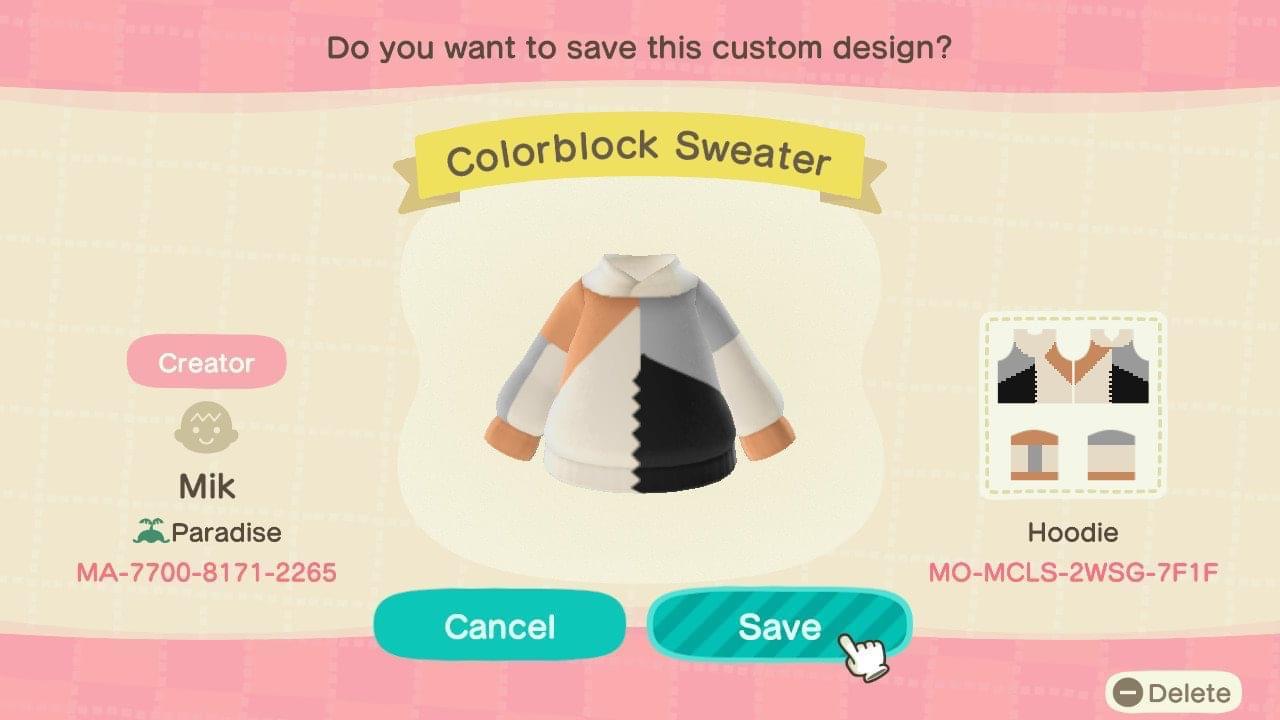 Do you want to save this custom design?
Colorblock Sweater
Creator
Mik
Paradise
MA-7700-8171-2265
Hoodie
MO-MCLS-2WSG-7F1F
Cancel
Save
Delete